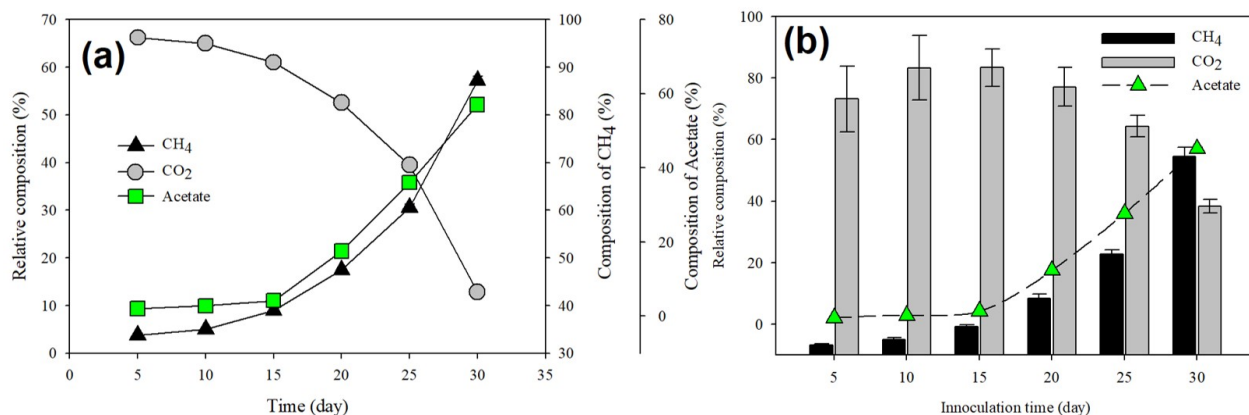 (a)
Relative composition (%)
70
60
50
40
30
20
10
0
CH4
CO2
Acetate
0 5 10 15 20 25 30 35
Time (day)
100
90
80
70
60
50
40
30
Composition of CH4 (%)
80
60
40
20
0
Composition of Acetate (%)
(b)
Relative composition (%)
100
80
60
40
20
0
CH4
CO2
Acetate
5 10 15 20 25 30
Innoculation time (day)